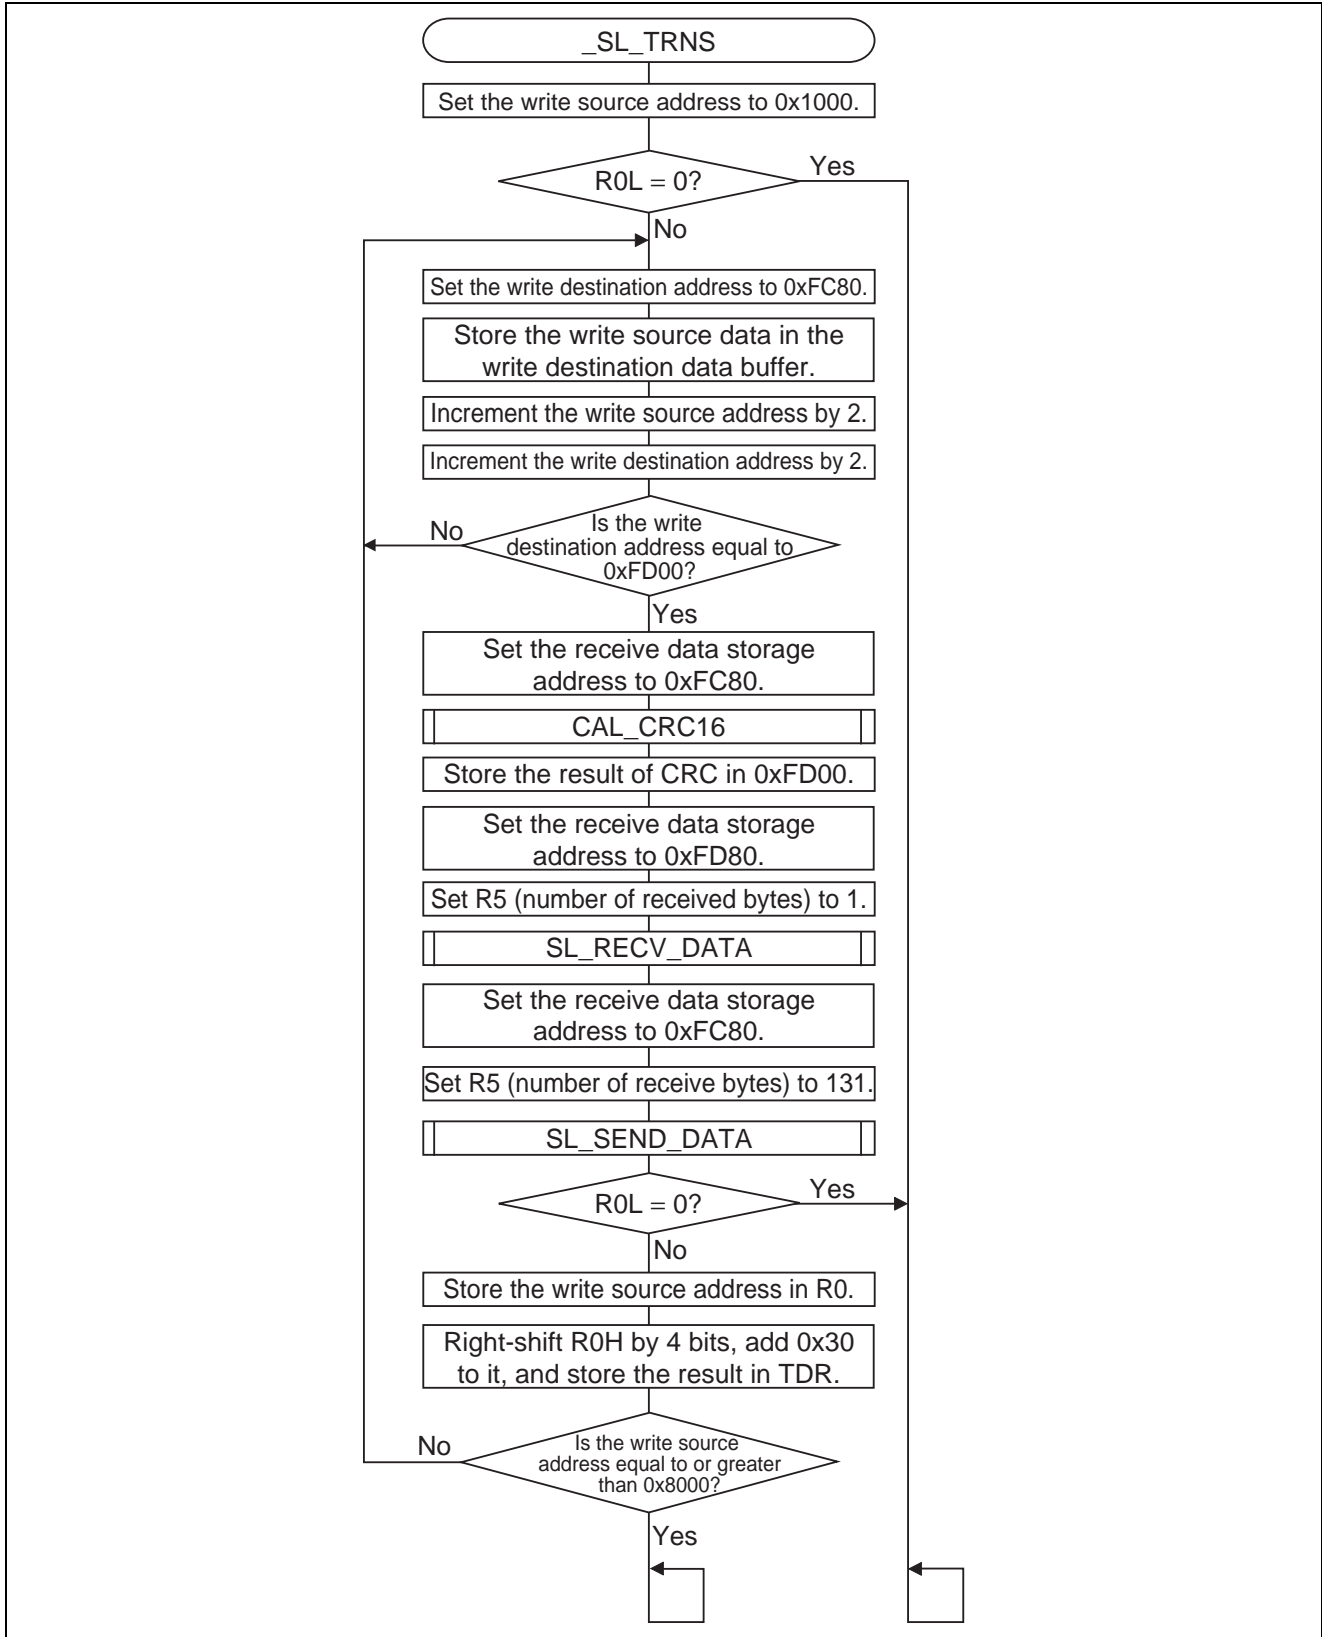 _SL_TRNS
Set the write source address to 0x1000.
R0L = 0?
Yes
No
Set the write destination address to 0xFC80.
Store the write source data in the
write destination data buffer.
Increment the write source address by 2.
Increment the write destination address by 2.
No
Is the write
destination address equal to
0xFD00?
Yes
Set the receive data storage
address to 0xFC80.
CAL_CRC16
Store the result of CRC in 0xFD00.
Set the receive data storage
address to 0xFD80.
Set R5 (number of received bytes) to 1.
SL_RECV_DATA
Set the receive data storage
address to 0xFC80.
Set R5 (number of receive bytes) to 131.
SL_SEND_DATA
R0L = 0?
Yes
No
Store the write source address in R0.
Right-shift R0H by 4 bits, add 0x30
to it, and store the result in TDR.
No
Is the write source
address equal to or greater
than 0x8000?
Yes